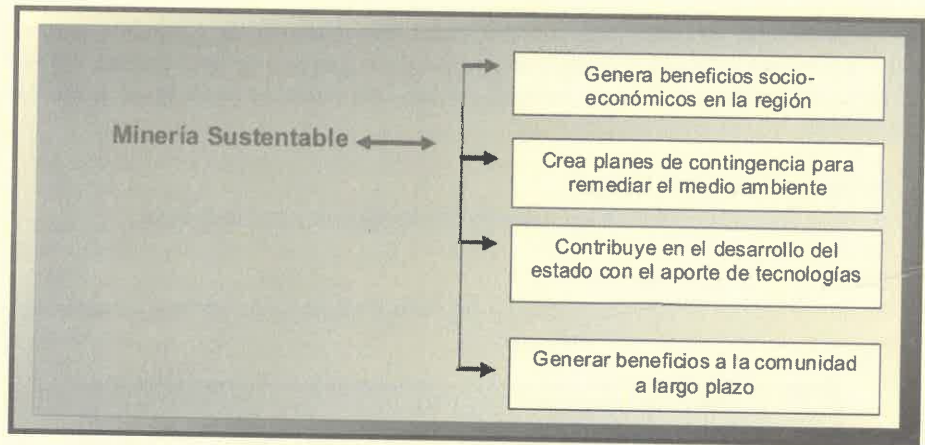 Genera beneficios socio-
económicos en la región
Minería Sustentable
Crea planes de contingencia para
remediar el medio ambiente
Contribuye en el desarrollo del
estado con el aporte de tecnologías
Generar beneficios a la comunidad
a largo plazo